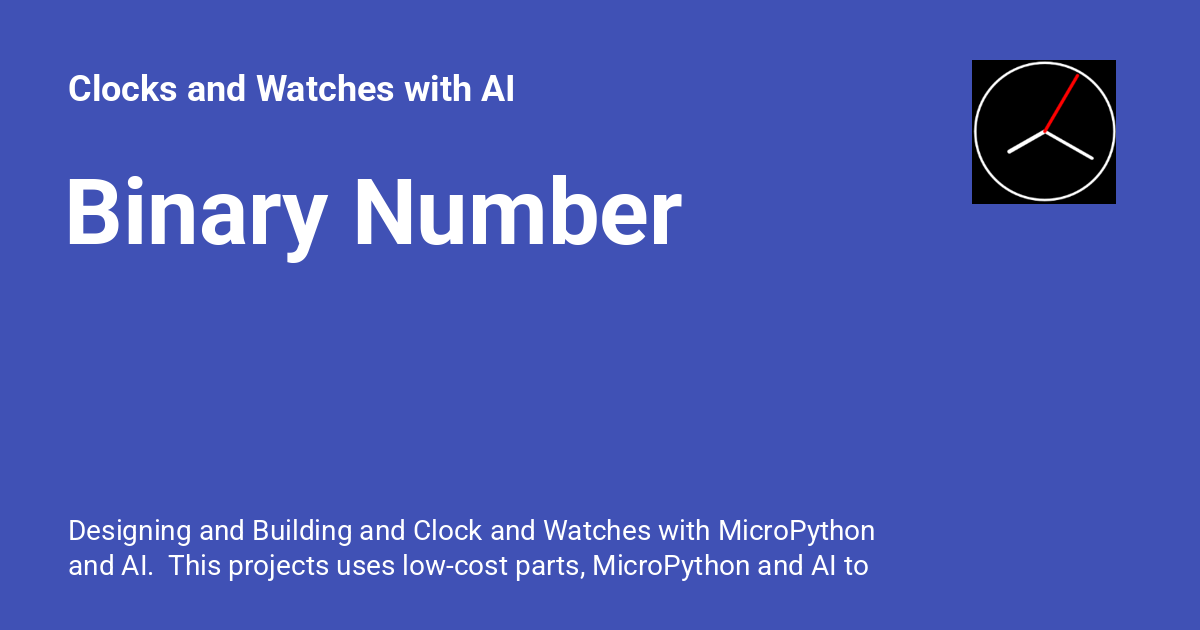 Clocks and Watches with AI
Binary Number
Designing and Building and Clock and Watches with MicroPython
and AI.  This projects uses low-cost parts, MicroPython and AI to